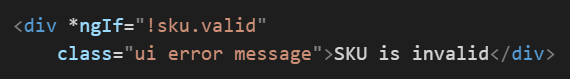 <div *ngIf="!sku.valid"
class="ui error message">SKU is invalid</div>